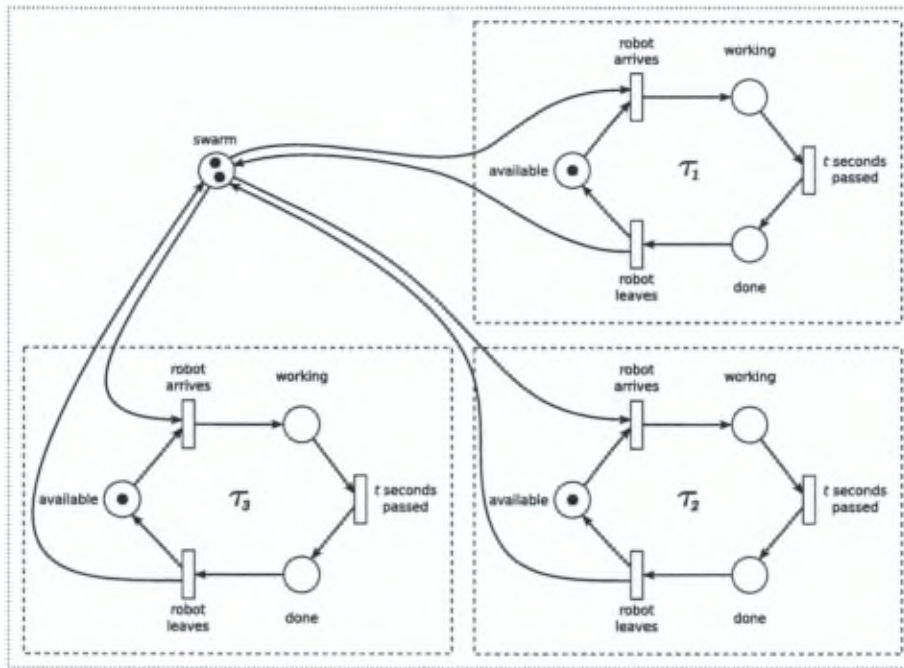 robot
arrives
working
swarm
available
τ1
t seconds
passed
robot
leaves
done
robot
arrives
working
available
τ3
t seconds
passed
robot
leaves
done
robot
arrives
working
available
τ2
t seconds
passed
robot
leaves
done